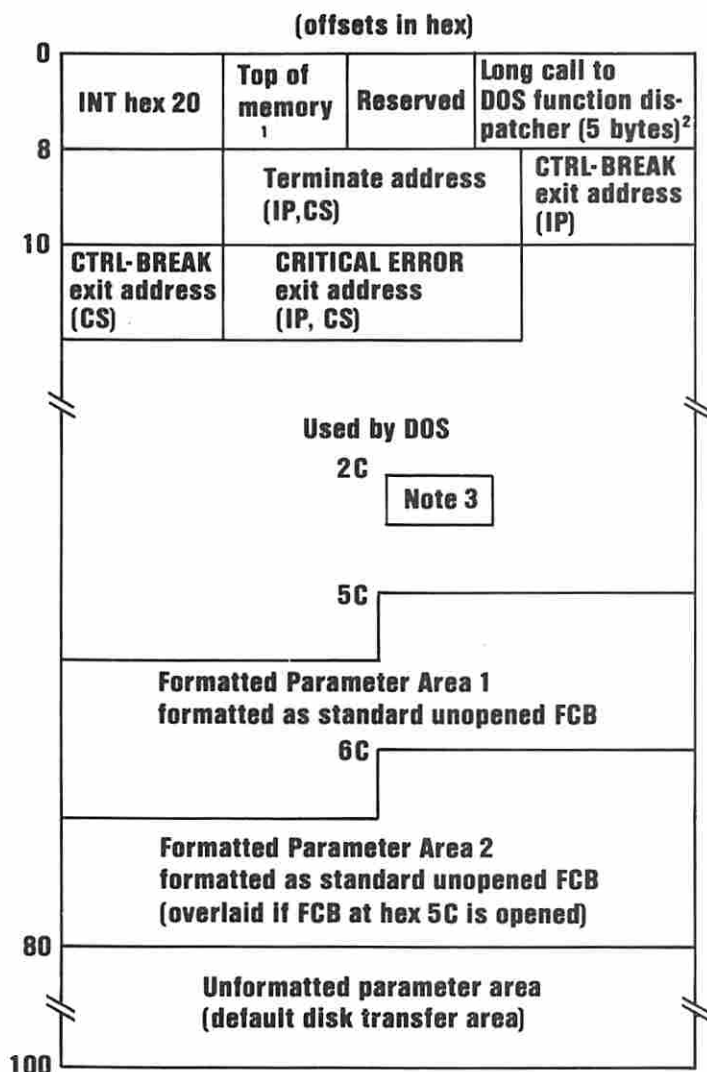 (offsets in hex)
0
INT hex 20
Top of
memory
1
Reserved
Long call to
DOS function dis-
patcher (5 bytes)2
8
Terminate address
(IP,CS)
CTRL-BREAK
exit address
(IP)
10
CTRL-BREAK
exit address
(CS)
CRITICAL ERROR
exit address
(IP, CS)
Used by DOS
2C
Note 3
5C
Formatted Parameter Area 1
formatted as standard unopened FCB
6C
Formatted Parameter Area 2
formatted as standard unopened FCB
(overlaid if FCB at hex 5C is opened)
80
Unformatted parameter area
(default disk transfer area)
100